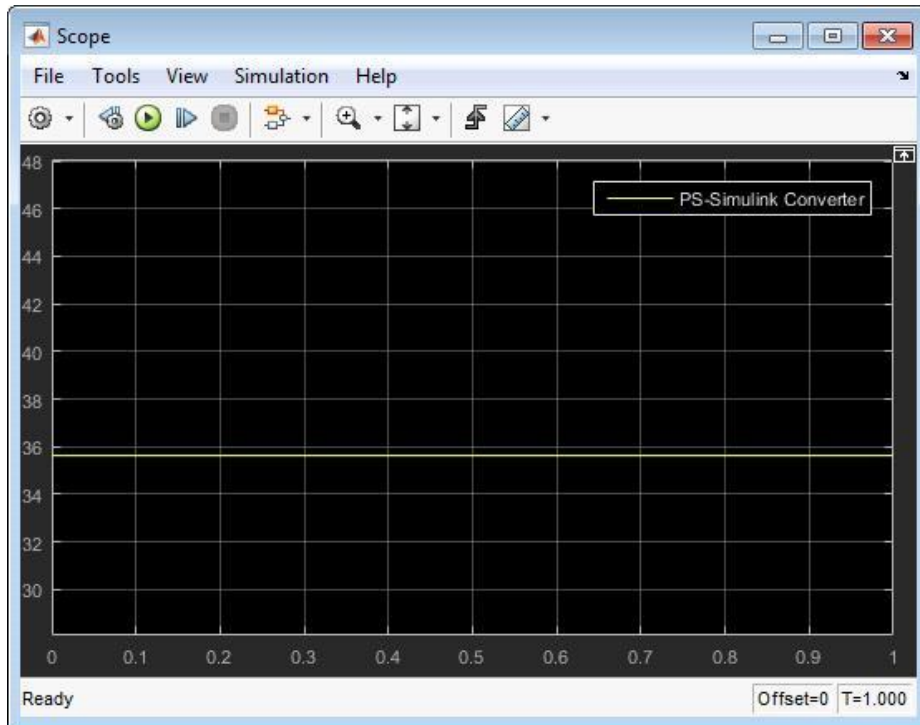 Scope
File Tools View Simulation Help
PS-Simulink Converter
48
46
44
42
40
38
36
34
32
30
0 0.1 0.2 0.3 0.4 0.5 0.6 0.7 0.8 0.9 1
Ready Offset=0 T=1.000